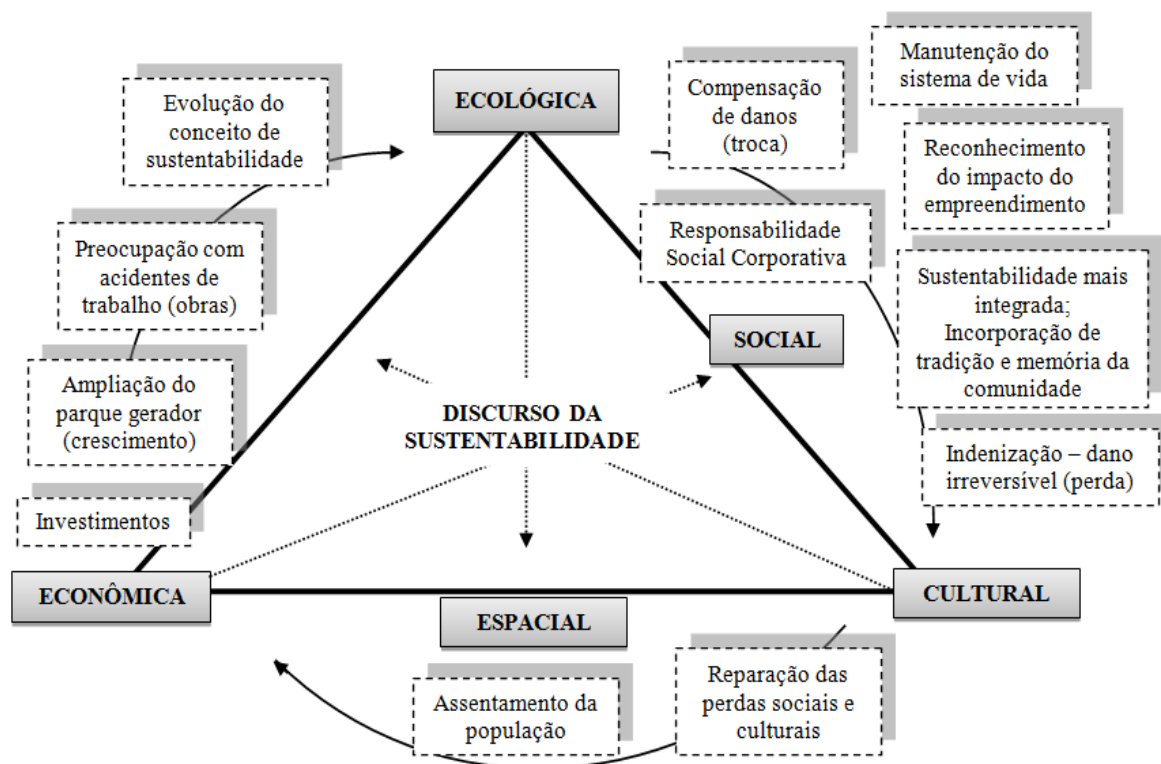 ECOLÓGICA
Evolução do
conceito de
sustentabilidade
Preocupação com
acidentes de
trabalho (obras)
Ampliação do
parque gerador
(crescimento)
Investimentos
ECONÔMICA
Compensação
de danos
(troca)
Manutenção do
sistema de vida
Reconhecimento
do impacto do
empreendimento
Responsabilidade
Social Corporativa
Sustentabilidade mais
integrada;
Incorporação de
tradição e memória da
comunidade
SOCIAL
DISCURSO DA
SUSTENTABILIDADE
Indenização – dano
irreversível (perda)
CULTURAL
ESPACIAL
Assentamento da
população
Reparação das
perdas sociais e
culturais